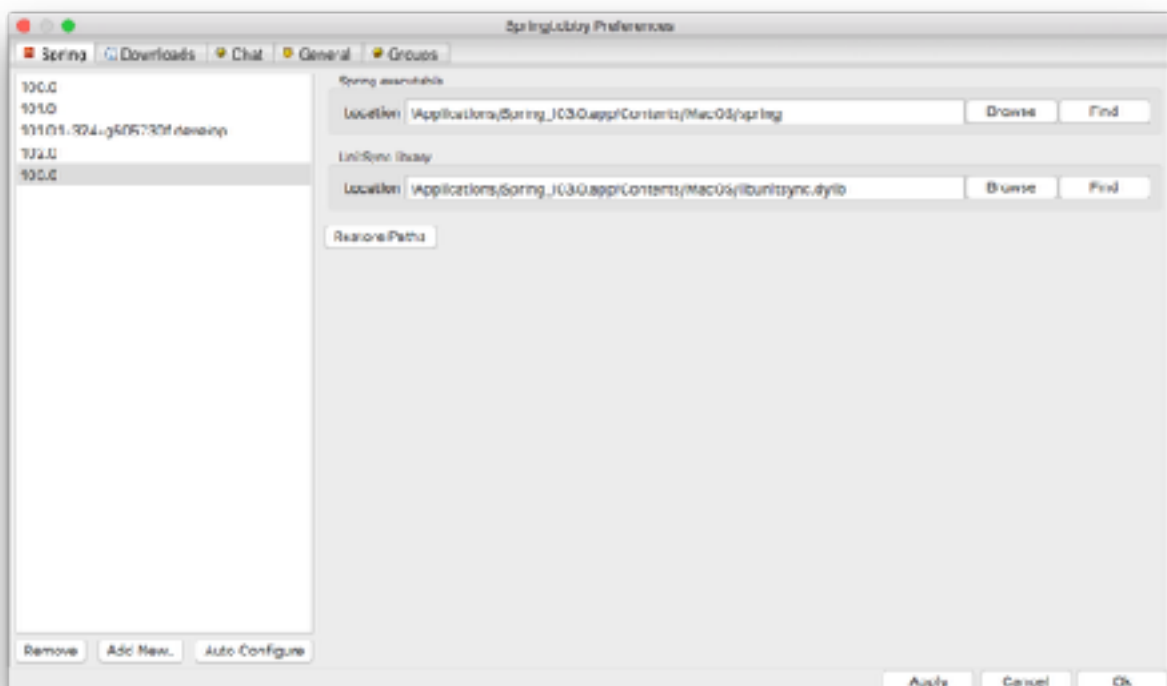 SpringLobby Preferences
Spring Downloads Chat General Groups
100.0
101.0
102.0
103.0
Spring executable
Location /Applications/Spring_103.0.app/Contents/MacOS/spring Browse Find
UnitSync library
Location /Applications/Spring_103.0.app/Contents/MacOS/libunitsync.dylib Browse Find
Restore Paths
Remove Add New.. Auto Configure
Apply Cancel Ok